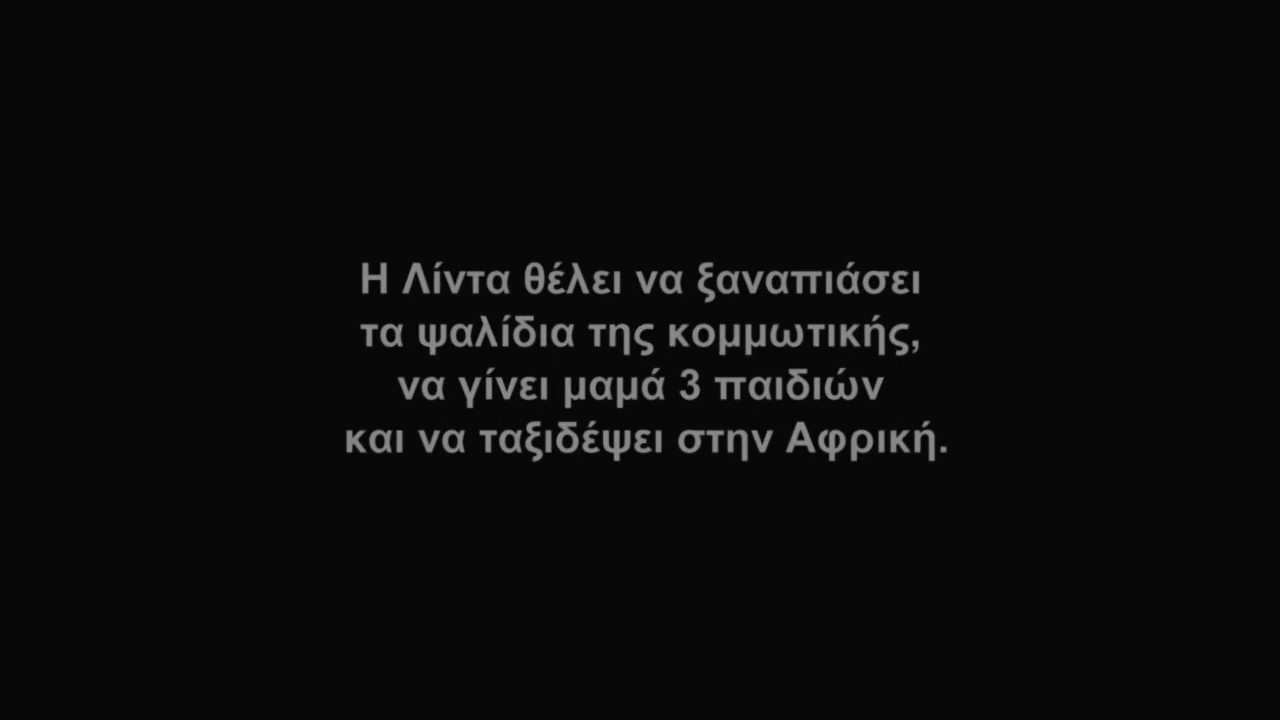 Η Λίντα θέλει να ξαναπιάσει
τα ψαλίδια της κομμωτικής,
να γίνει μαμά 3 παιδιών
και να ταξιδέψει στην Αφρική.